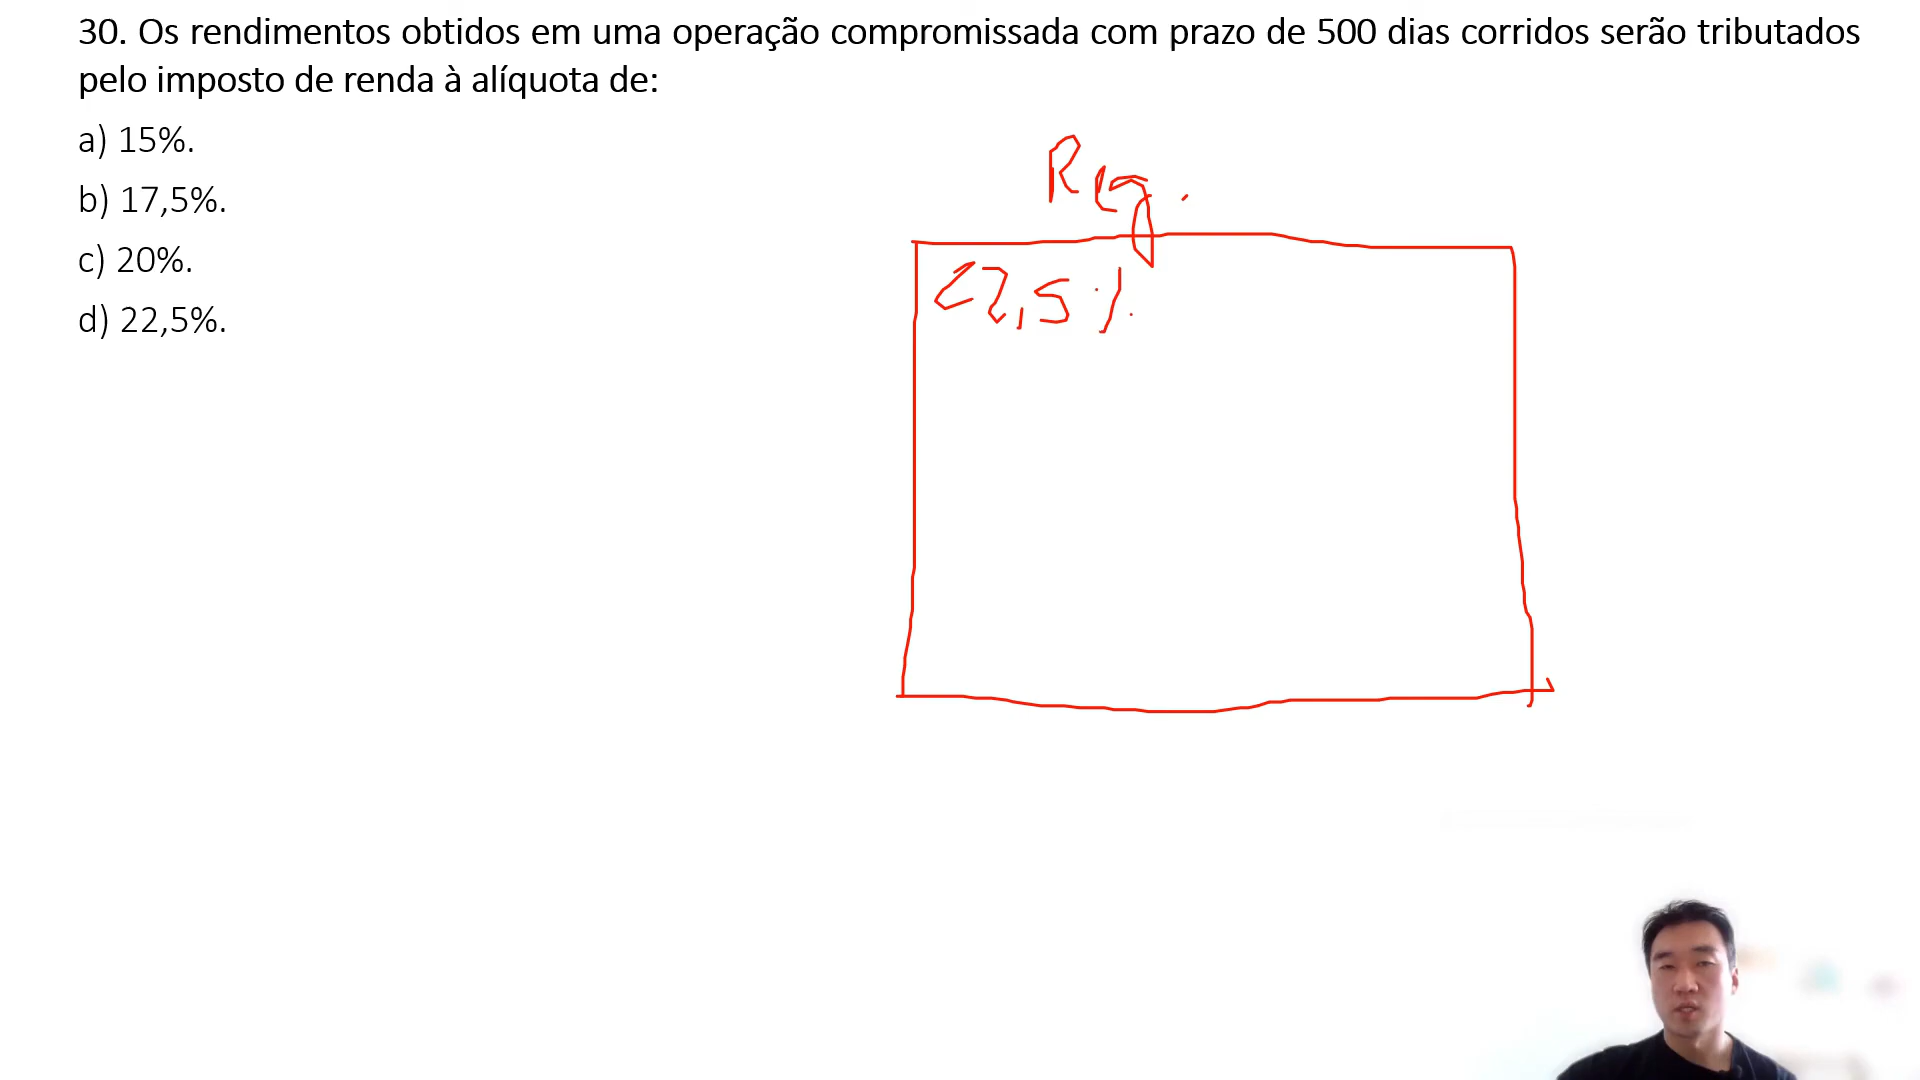 30. Os rendimentos obtidos em uma operação compromissada com prazo de 500 dias corridos serão tributados
pelo imposto de renda à alíquota de:
a) 15%.
b) 17,5%.
c) 20%.
d) 22,5%.
Reg.
22,5%